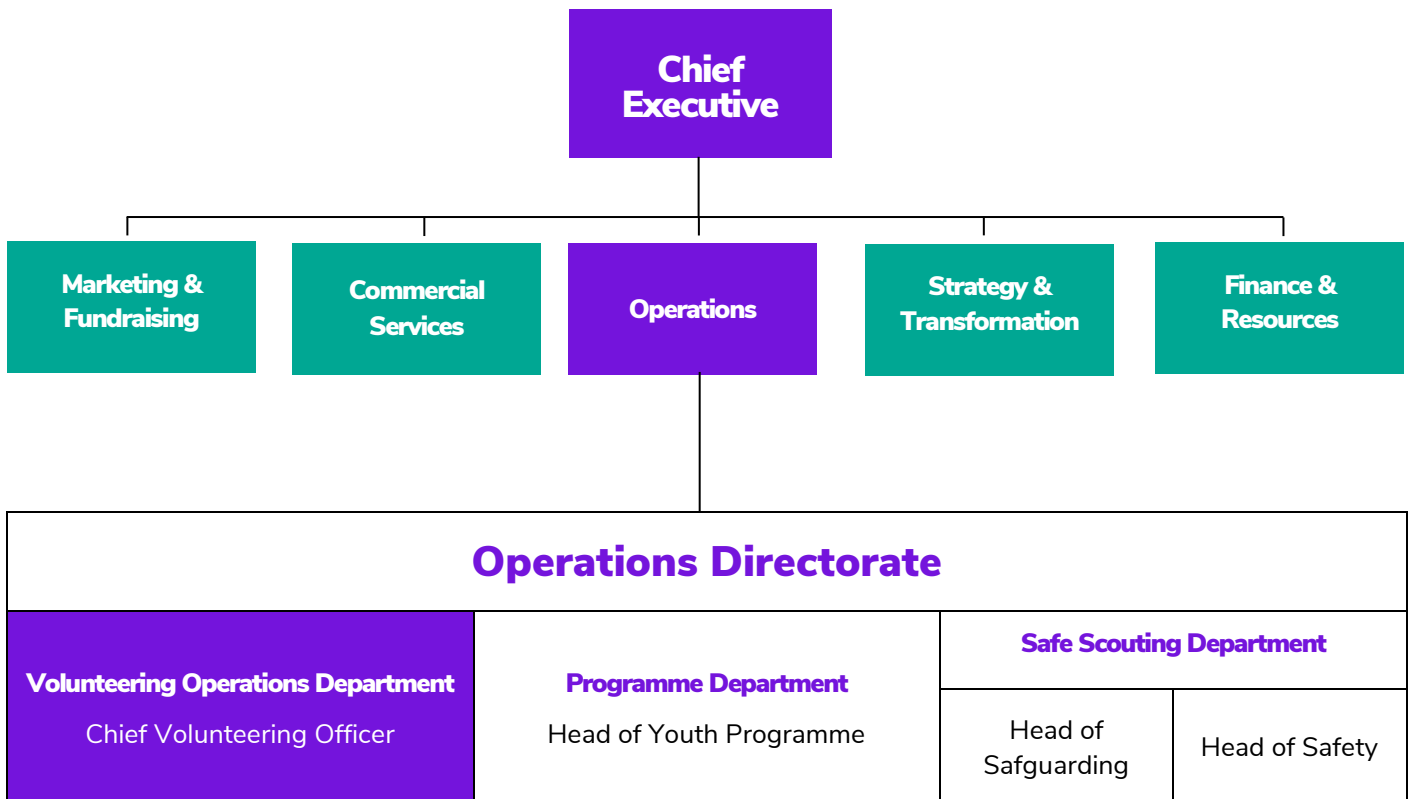 Chief
Executive
Marketing &
Fundraising
Commercial
Services
Operations
Strategy &
Transformation
Finance &
Resources
Operations Directorate
Volunteering Operations Department
Chief Volunteering Officer
Programme Department
Head of Youth Programme
Safe Scouting Department
Head of
Safguarding
Head of Safety